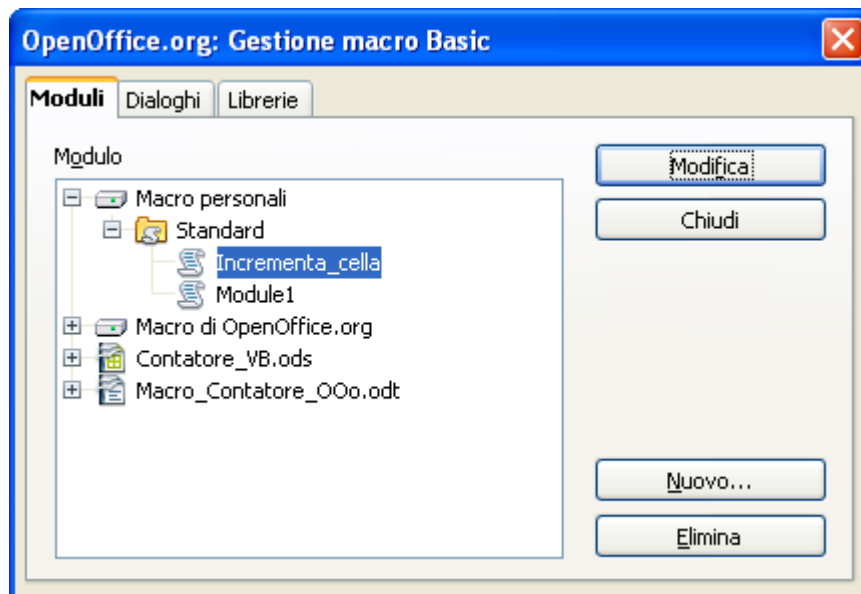 OpenOffice.org: Gestione macro Basic
Moduli Dialoghi Librerie
Modulo
Modifica
Macro personali
Chiudi
Standard
Incrementa_cella
Module1
Macro di OpenOffice.org
Contatore_VB.ods
Macro_Contatore_OOo.odt
Nuovo...
Elimina